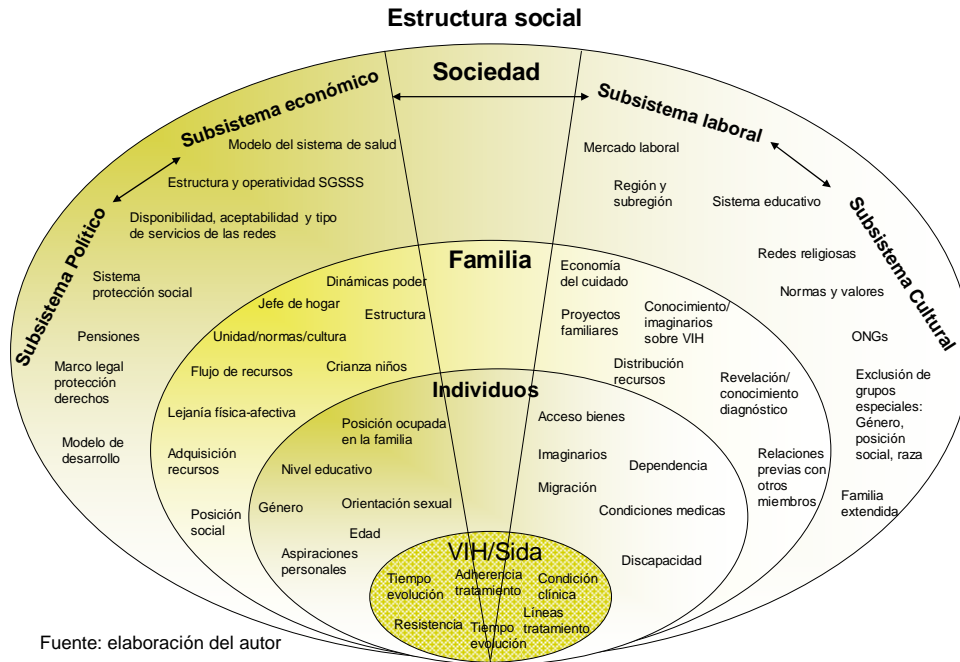 Estructura social
Sociedad
Subsistema económico
Subsistema laboral
Subsistema Político
Subsistema Cultural
Modelo del sistema de salud
Estructura y operatividad SGSSS
Disponibilidad, aceptabilidad y tipo
de servicios de las redes
Sistema
protección social
Pensiones
Marco legal
protección
derechos
Modelo de
desarrollo
Mercado laboral
Región y
subregión
Sistema educativo
Redes religiosas
Normas y valores
ONGs
Exclusión de
grupos
especiales:
Género,
posición
social, raza
Familia
extendida
Familia
Dinámicas poder
Jefe de hogar
Estructura
Unidad/normas/cultura
Flujo de recursos
Crianza niños
Lejanía física-afectiva
Adquisición
recursos
Posición
social
Economía
del cuidado
Proyectos
familiares
Conocimiento/
imaginarios
sobre VIH
Distribución
recursos
Revelación/
conocimiento
diagnóstico
Relaciones
previas con
otros
miembros
Individuos
Posición ocupada
en la familia
Nivel educativo
Género
Orientación sexual
Edad
Aspiraciones
personales
Acceso bienes
Imaginarios
Dependencia
Migración
Condiciones medicas
Discapacidad
VIH/Sida
Tiempo
evolución
Adherencia
tratamiento
Condición
clínica
Resistencia
Tiempo
evolución
Líneas
tratamiento
Fuente: elaboración del autor